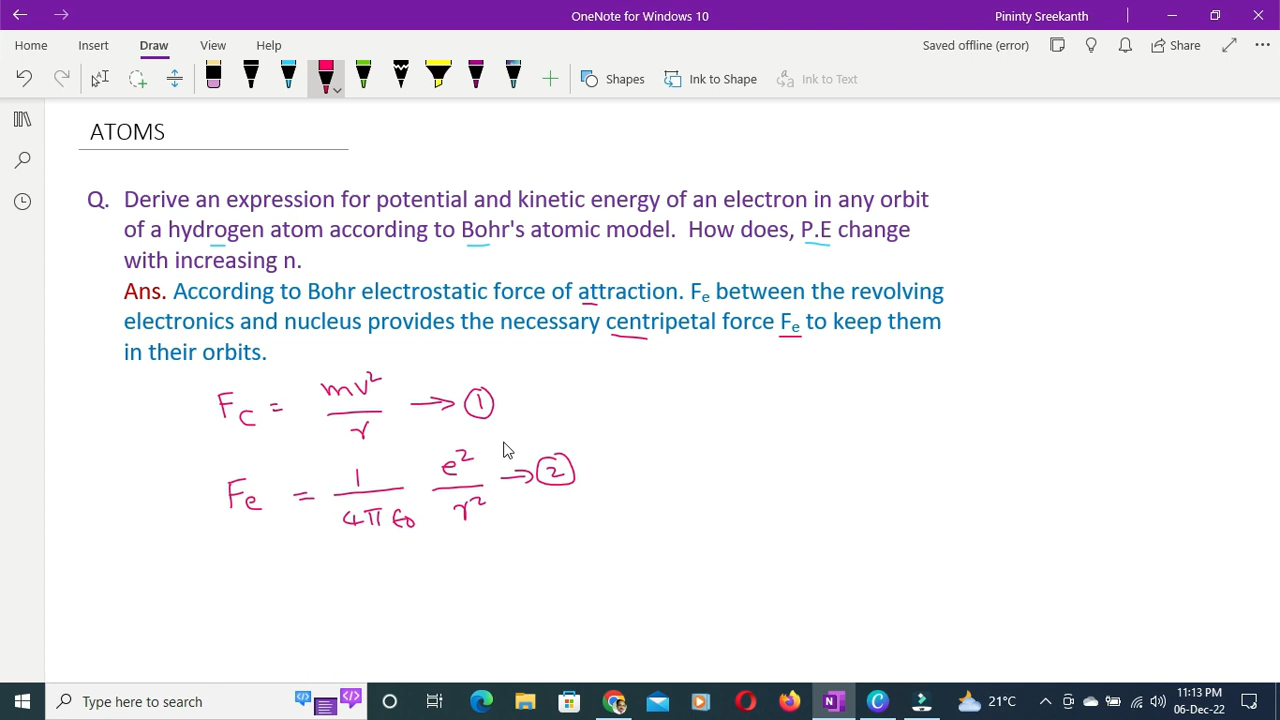 OneNote for Windows 10
Pininty Sreekanth
Home Insert Draw View Help
Saved offline (error) Share
Shapes Ink to Shape Ink to Text
ATOMS
Q. Derive an expression for potential and kinetic energy of an electron in any orbit
of a hydrogen atom according to Bohr's atomic model. How does, P.E change
with increasing n.
Ans. According to Bohr electrostatic force of attraction. Fₑ between the revolving
electronics and nucleus provides the necessary centripetal force Fₑ to keep them
in their orbits.
F_C = mv²/r → ①
Fₑ = 1/4πε₀ e²/r² → ②
Type here to search
21°C
11:13 PM
06-Dec-22